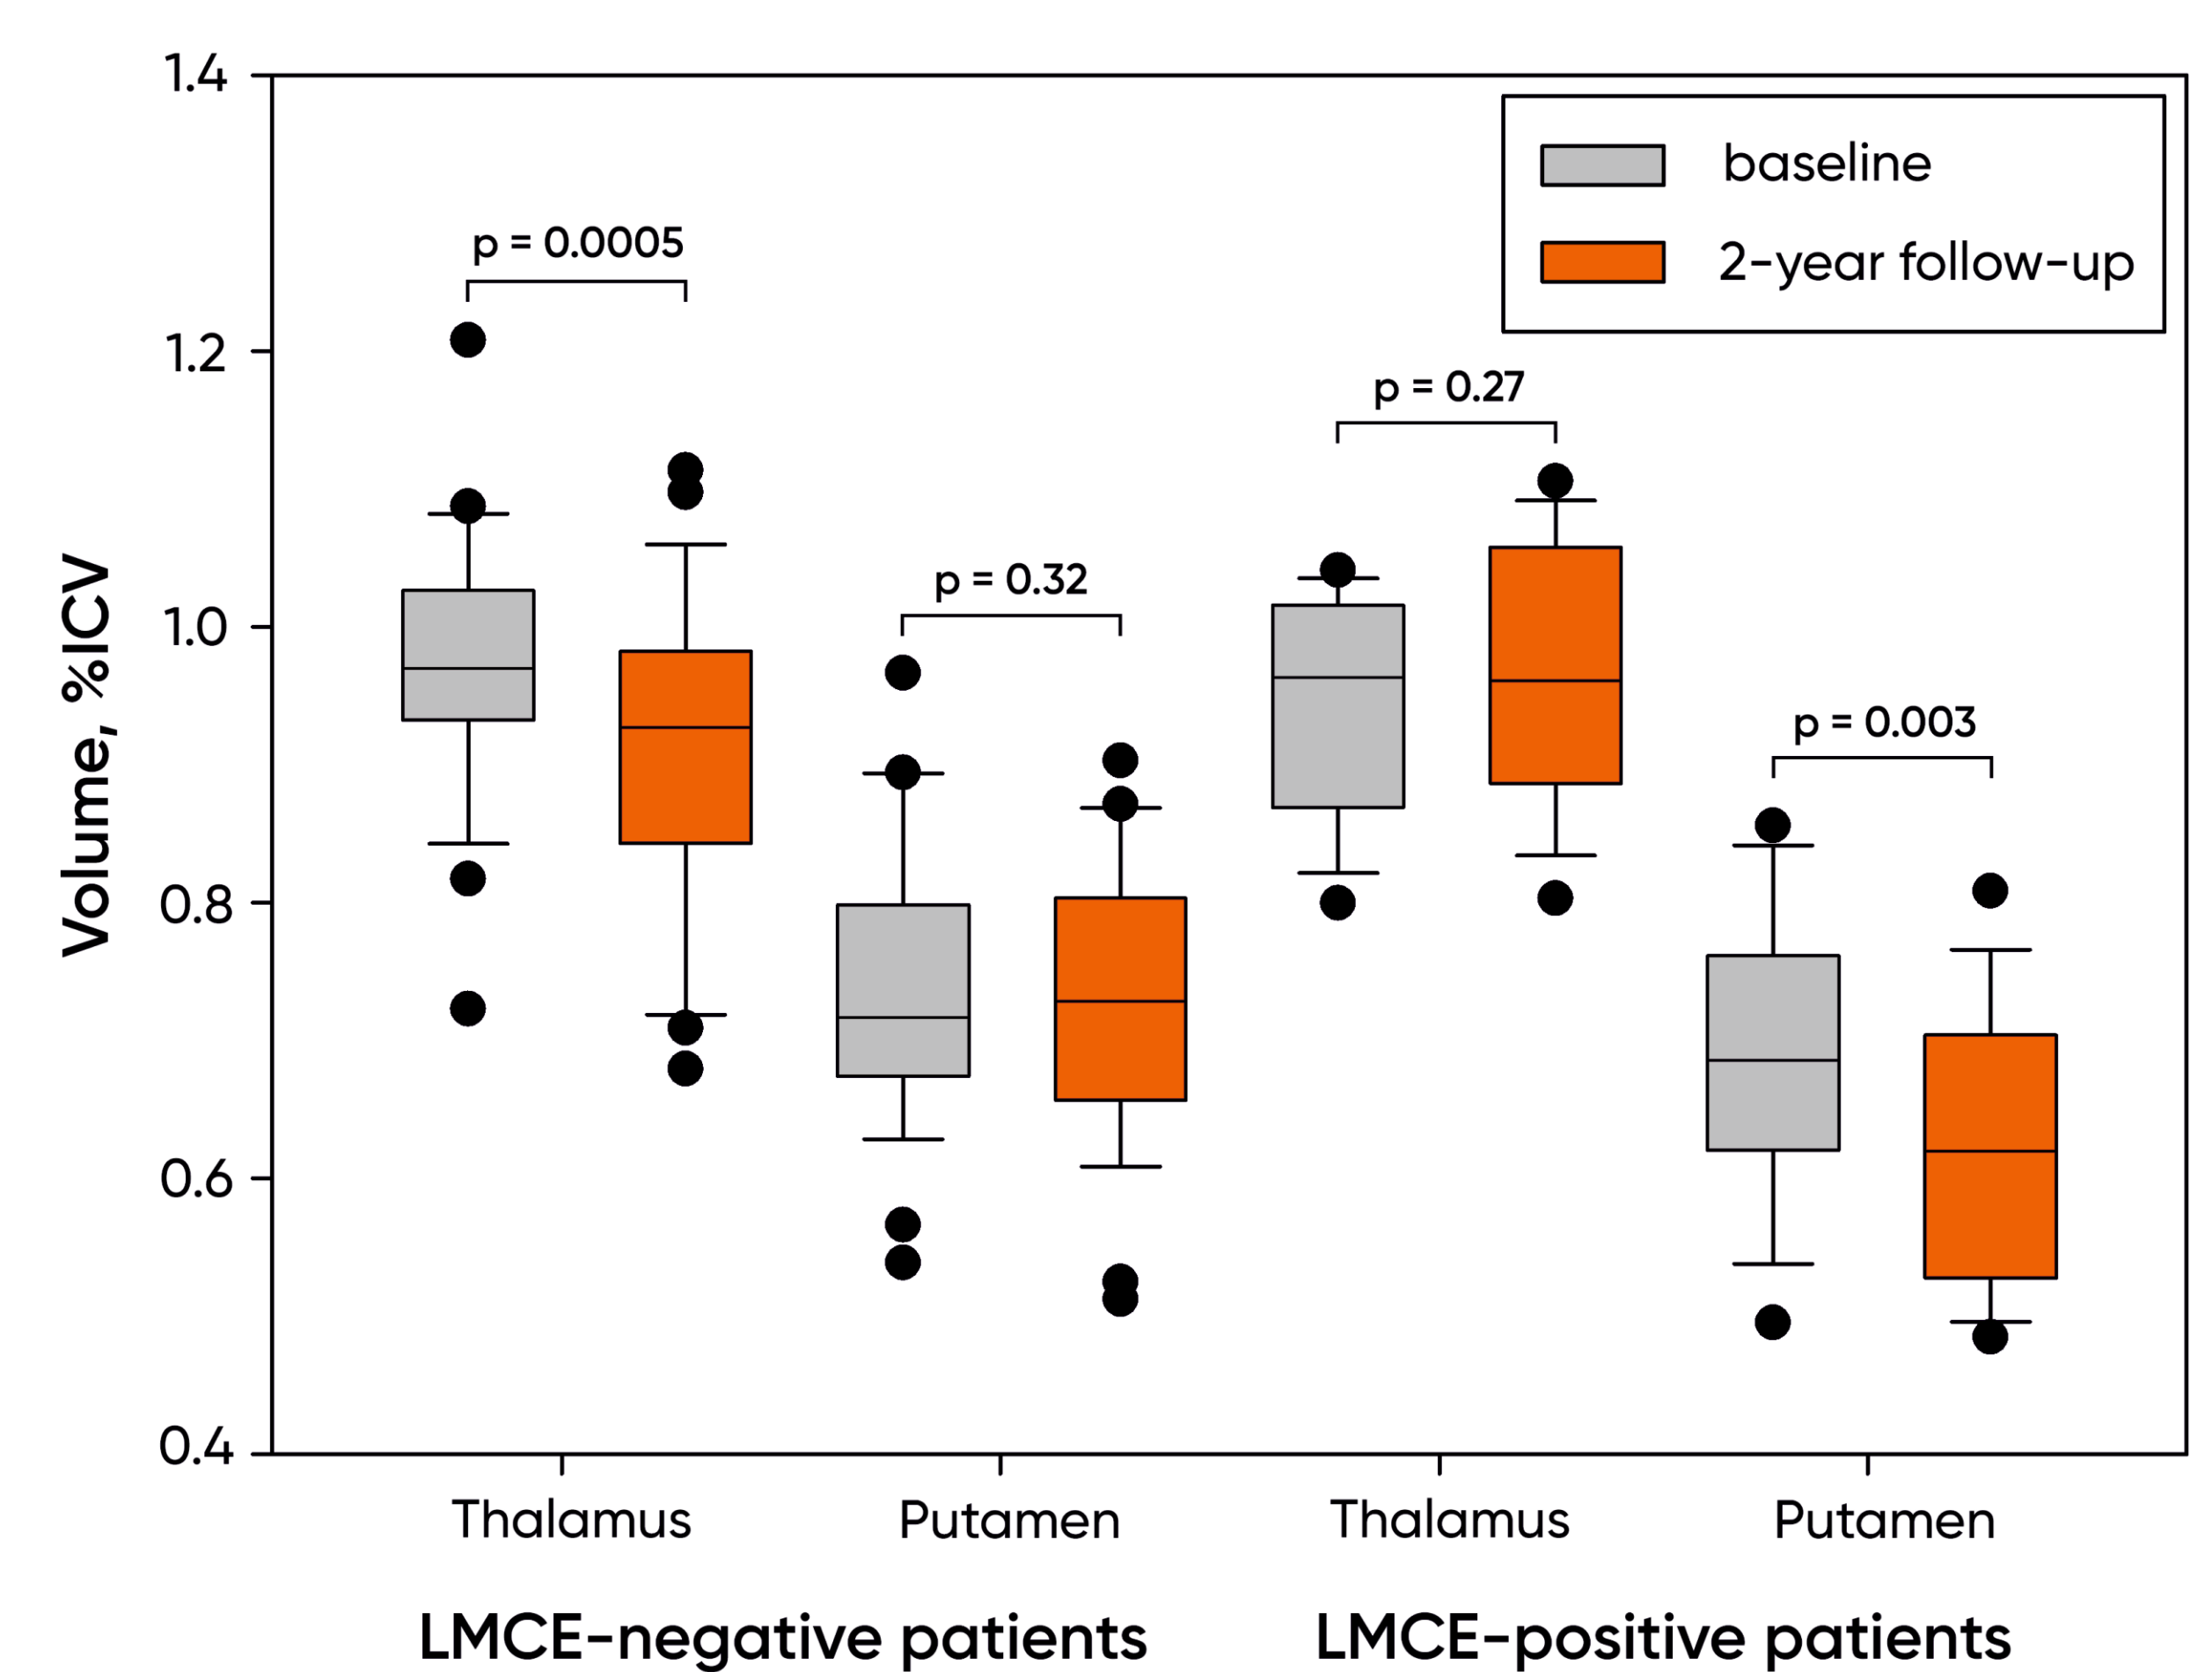 1.4
1.2
1.0
0.8
0.6
0.4
Volume, %ICV
baseline
2-year follow-up
p = 0.0005
p = 0.32
p = 0.27
p = 0.003
Thalamus
Putamen
Thalamus
Putamen
LMCE-negative patients
LMCE-positive patients